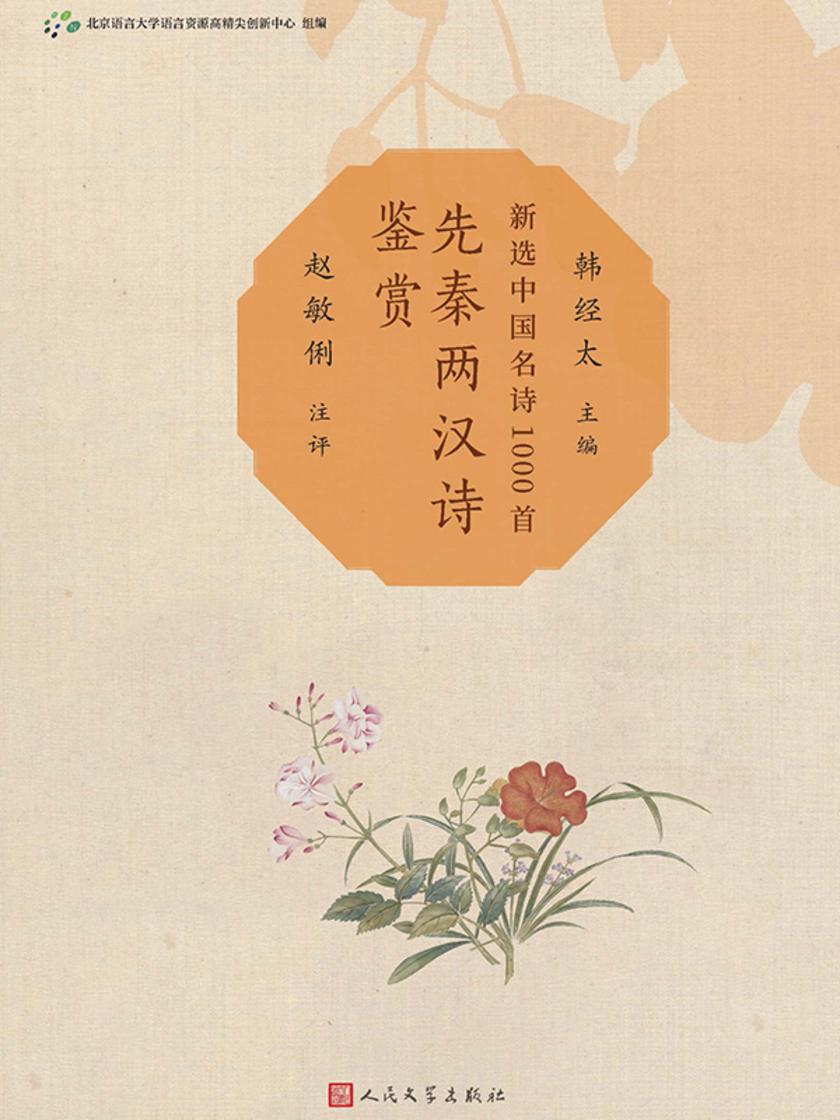 北京语言大学语言资源高精尖创新中心 组编
韩经太 主编
新选中国名诗1000首
先秦两汉诗
鉴赏
赵敏俐 注评
人民文学出版社